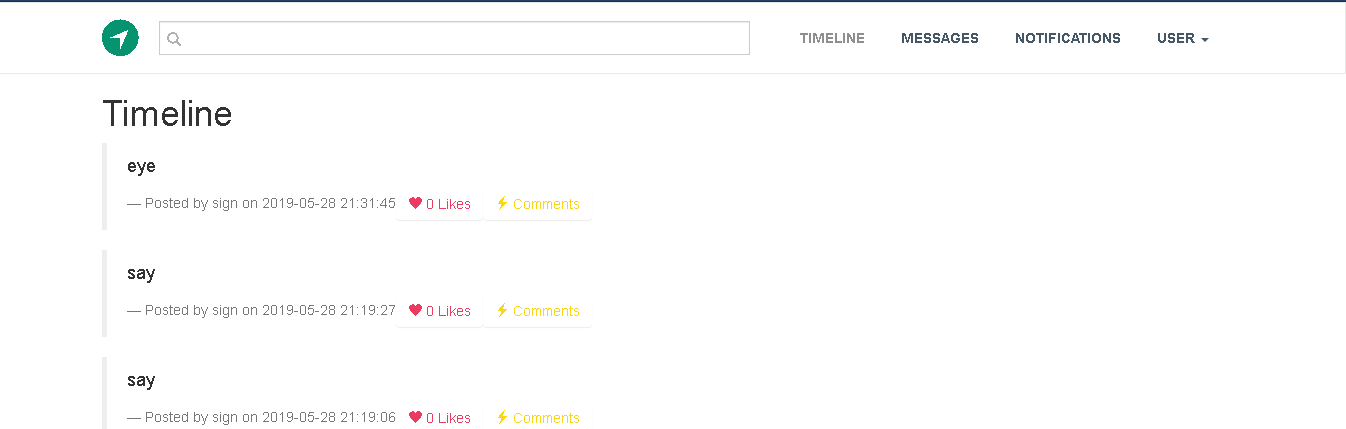 TIMELINE MESSAGES NOTIFICATIONS USER
Timeline
eye
— Posted by sign on 2019-05-28 21:31:45 0 Likes Comments
say
— Posted by sign on 2019-05-28 21:19:27 0 Likes Comments
say
— Posted by sign on 2019-05-28 21:19:06 0 Likes Comments